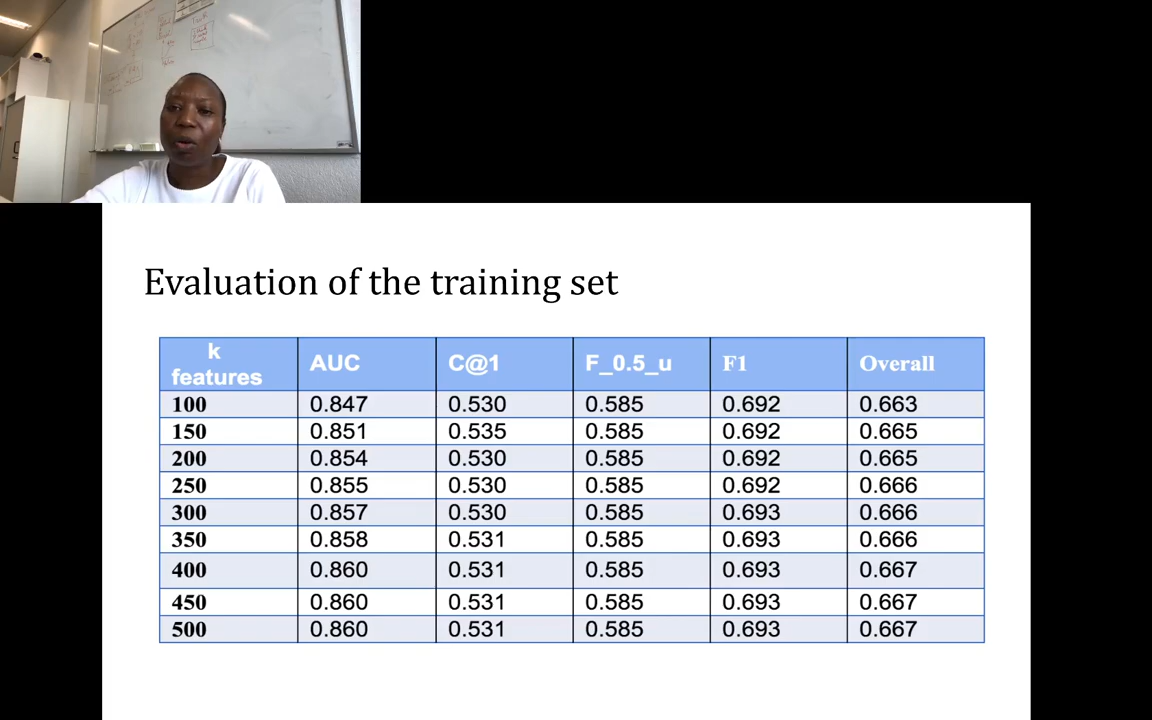 Evaluation of the training set
k features AUC C@1 F_0.5_u F1 Overall
100 0.847 0.530 0.585 0.692 0.663
150 0.851 0.535 0.585 0.692 0.665
200 0.854 0.530 0.585 0.692 0.665
250 0.855 0.530 0.585 0.692 0.666
300 0.857 0.530 0.585 0.693 0.666
350 0.858 0.531 0.585 0.693 0.666
400 0.860 0.531 0.585 0.693 0.667
450 0.860 0.531 0.585 0.693 0.667
500 0.860 0.531 0.585 0.693 0.667